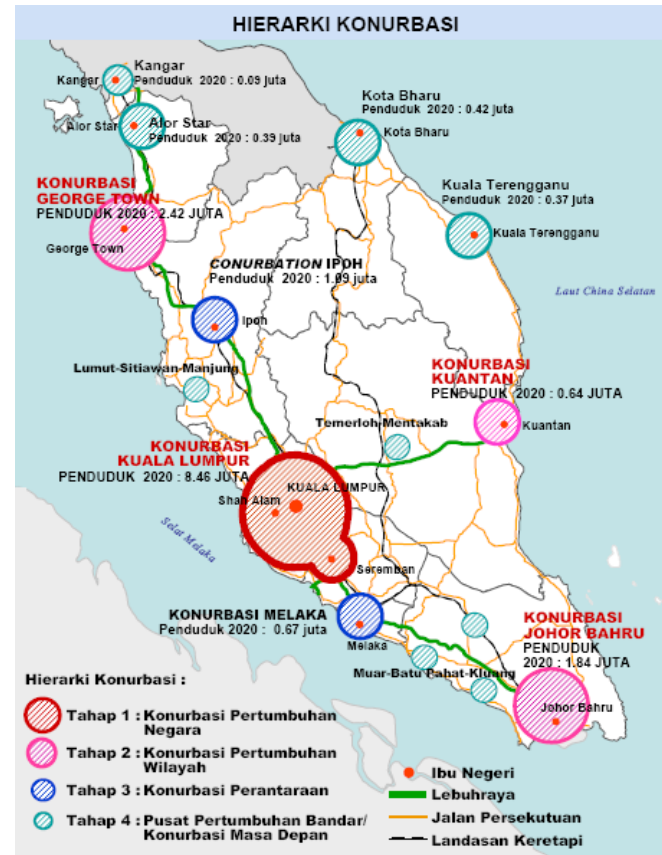 HIERARKI KONURBASI
Kangar
Kangar
Penduduk 2020 : 0.09 juta
Alor Star
Alor Star
Penduduk 2020 : 0.39 juta
Kota Bharu
Penduduk 2020 : 0.42 juta
Kota Bharu
KONURBASI
GEORGE TOWN
PENDUDUK 2020 : 2.42 JUTA
George Town
Kuala Terengganu
Penduduk 2020 : 0.37 juta
Kuala Terengganu
CONURBATION IPOH
Penduduk 2020 : 1.09 juta
Ipoh
Laut China Selatan
Lumut-Sitiawan-Manjung
KONURBASI
KUANTAN
PENDUDUK 2020 : 0.64 JUTA
Kuantan
Temerloh-Mentakab
KONURBASI
KUALA LUMPUR
PENDUDUK 2020 : 8.46 JUTA
KUALA LUMPUR
Shah Alam
Selat Melaka
Seremban
KONURBASI MELAKA
Penduduk 2020 : 0.67 juta
Melaka
KONURBASI
JOHOR BAHRU
PENDUDUK
2020 : 1.84 JUTA
Muar-Batu Pahat-Kluang
Johor Bahru
Hierarki Konurbasi :
Tahap 1 : Konurbasi Pertumbuhan
Negara
Tahap 2 : Konurbasi Pertumbuhan
Wilayah
Tahap 3 : Konurbasi Perantaraan
Tahap 4 : Pusat Pertumbuhan Bandar/
Konurbasi Masa Depan
Ibu Negeri
Lebuhraya
Jalan Persekutuan
Landasan Keretapi